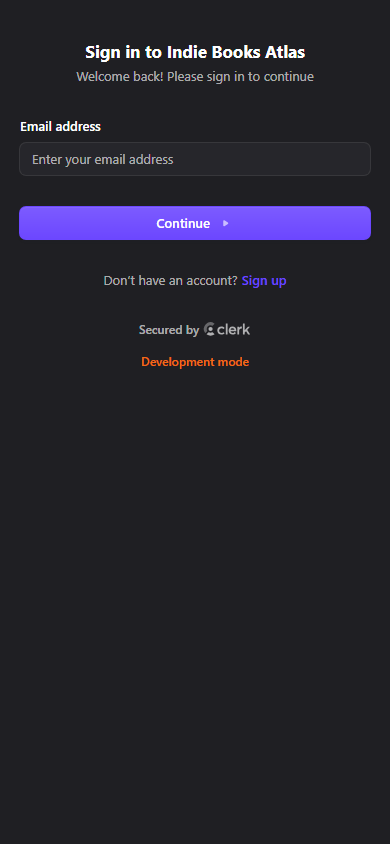 Sign in to Indie Books Atlas
Welcome back! Please sign in to continue
Email address
Enter your email address
Continue
Don't have an account? Sign up
Secured by clerk
Development mode